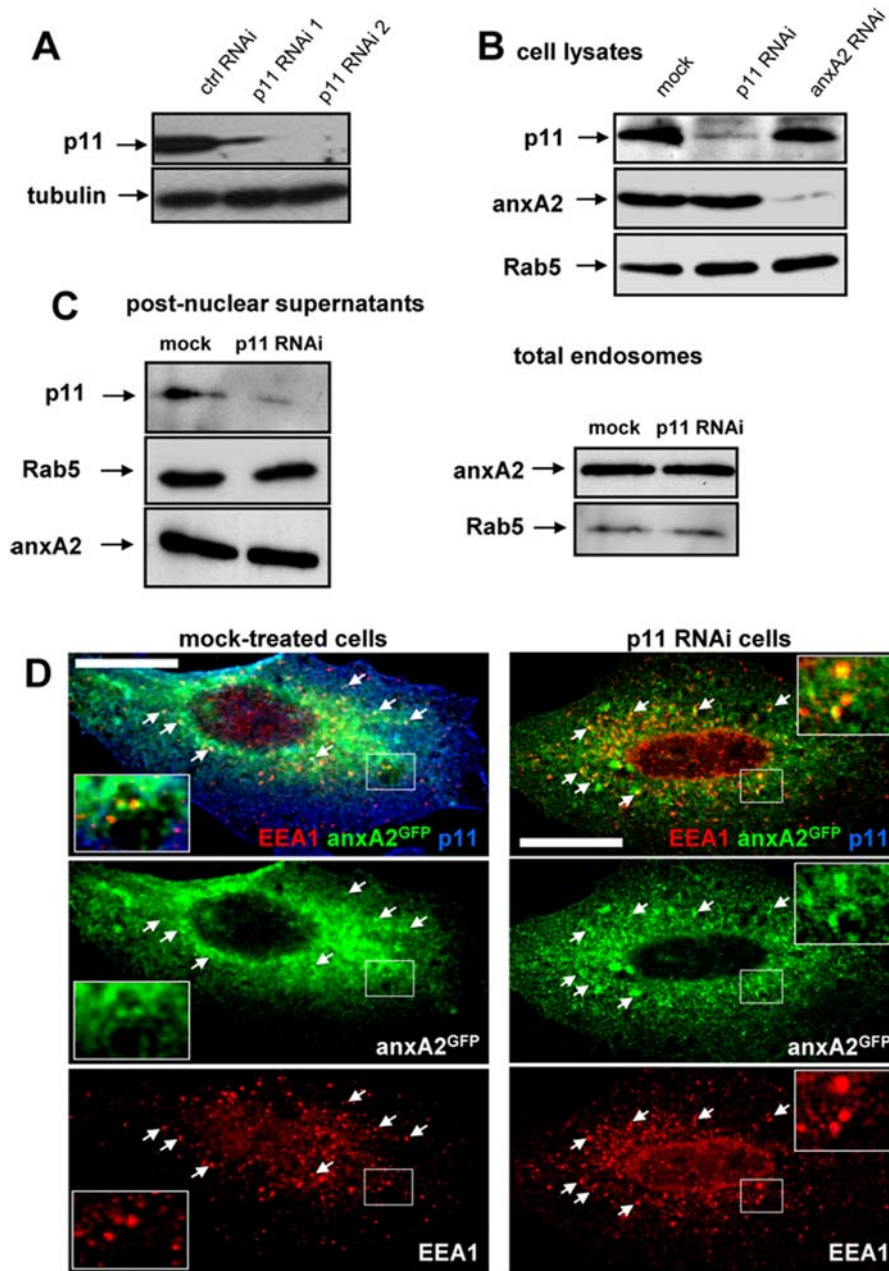 A
ctrl RNAi
p11 RNAi 1
p11 RNAi 2
p11
tubulin
B
cell lysates
mock
p11 RNAi
anxA2 RNAi
p11
anxA2
Rab5
C
post-nuclear supernatants
mock p11 RNAi
p11
Rab5
anxA2
total endosomes
mock p11 RNAi
anxA2
Rab5
D
mock-treated cells
EEA1 anxA2GFP p11
anxA2GFP
EEA1
p11 RNAi cells
EEA1 anxA2GFP p11
anxA2GFP
EEA1